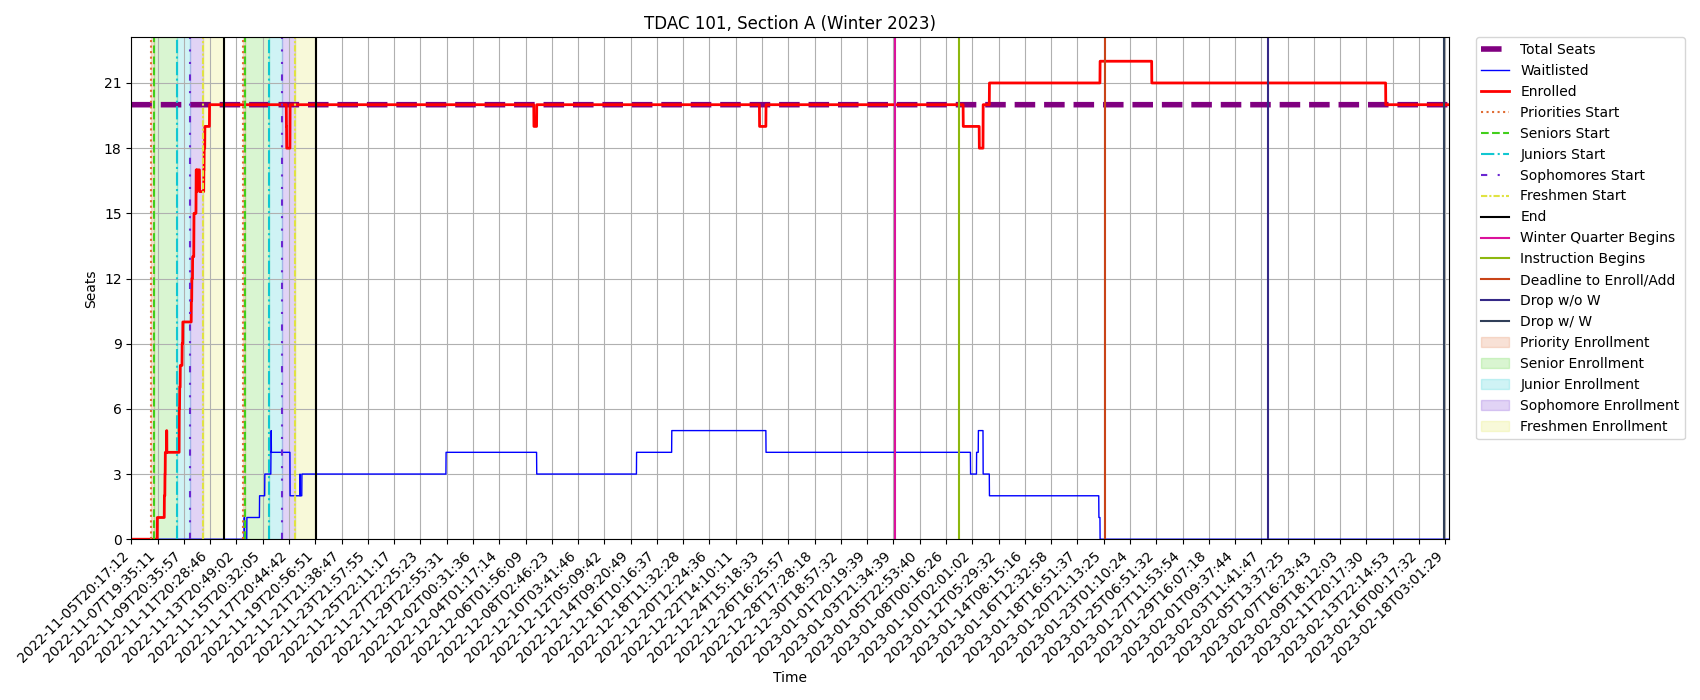 TDAC 101, Section A (Winter 2023)
Seats
21
18
15
12
9
6
3
0
2022-11-05T20:17:12
2022-11-07T19:35:11
2022-11-09T20:35:57
2022-11-11T20:28:46
2022-11-13T20:49:02
2022-11-15T20:32:05
2022-11-17T20:44:42
2022-11-19T20:56:51
2022-11-21T21:38:47
2022-11-23T21:57:55
2022-11-25T22:11:17
2022-11-27T22:25:23
2022-11-29T22:55:31
2022-12-02T00:31:36
2022-12-04T01:17:14
2022-12-06T01:56:09
2022-12-08T02:46:23
2022-12-10T03:41:46
2022-12-12T05:09:42
2022-12-14T09:20:49
2022-12-16T10:16:37
2022-12-18T11:32:28
2022-12-20T12:24:36
2022-12-22T14:10:11
2022-12-24T15:18:33
2022-12-26T16:25:57
2022-12-28T17:28:18
2022-12-30T18:57:32
2023-01-01T20:19:39
2023-01-03T21:34:39
2023-01-05T22:53:40
2023-01-08T00:16:26
2023-01-10T02:01:02
2023-01-12T05:29:32
2023-01-14T08:15:16
2023-01-16T12:32:58
2023-01-18T16:51:37
2023-01-20T21:13:25
2023-01-23T01:10:24
2023-01-25T06:51:32
2023-01-27T11:53:54
2023-01-29T16:07:18
2023-02-01T09:37:44
2023-02-03T11:41:47
2023-02-05T13:37:25
2023-02-07T16:23:43
2023-02-09T18:12:03
2023-02-11T20:17:30
2023-02-13T22:14:53
2023-02-16T00:17:32
2023-02-18T03:01:29
Time
Total Seats
Waitlisted
Enrolled
Priorities Start
Seniors Start
Juniors Start
Sophomores Start
Freshmen Start
End
Winter Quarter Begins
Instruction Begins
Deadline to Enroll/Add
Drop w/o W
Drop w/ W
Priority Enrollment
Senior Enrollment
Junior Enrollment
Sophomore Enrollment
Freshmen Enrollment